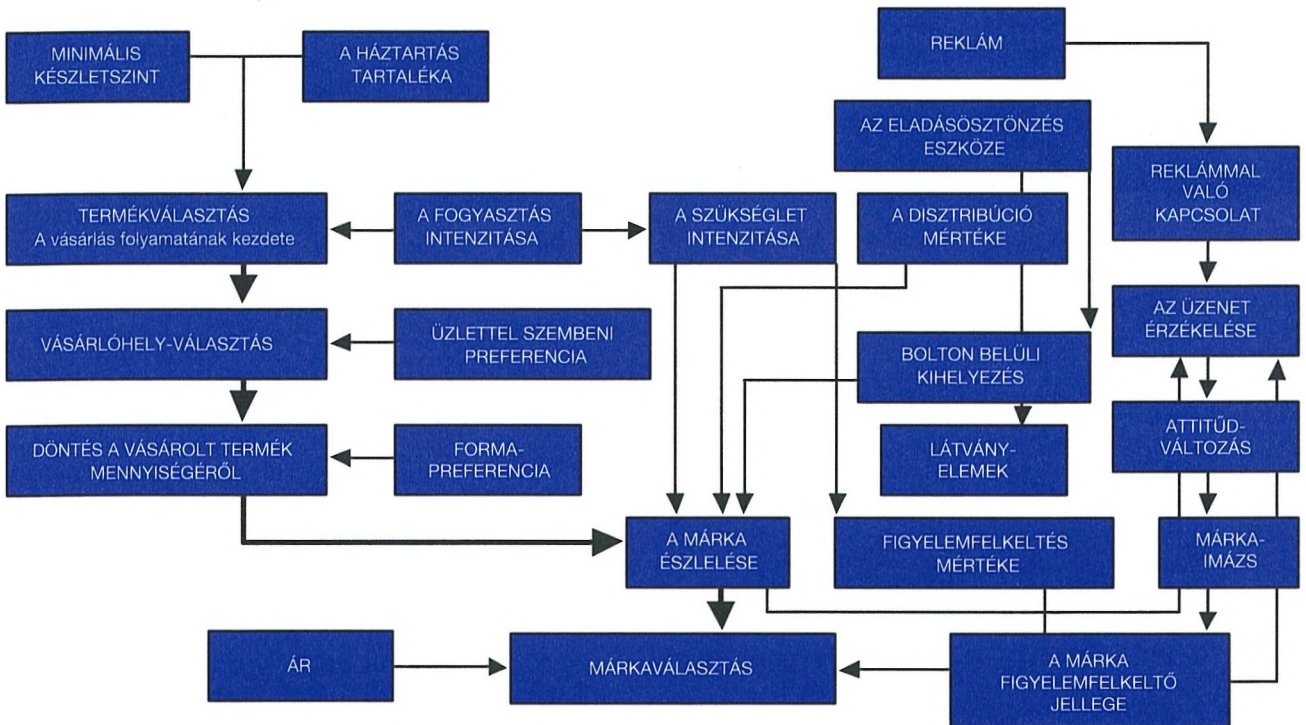 MINIMÁLIS
KÉSZLETSZINT
A HÁZTARTÁS
TARTALÉKA
REKLÁM
AZ ELADÁSÖSZTÖNZÉS
ESZKÖZE
REKLÁMMAL
VALÓ
KAPCSOLAT
TERMÉKVÁLASZTÁS
A vásárlás folyamatának kezdete
A FOGYASZTÁS
INTENZITÁSA
A SZÜKSÉGLET
INTENZITÁSA
A DISZTRIBÚCIÓ
MÉRTÉKE
AZ ÜZENET
ÉRZÉKELÉSE
VÁSÁRLÓHELY-VÁLASZTÁS
ÜZLETTEL SZEMBENI
PREFERENCIA
BOLTON BELÜLI
KIHELYEZÉS
ATTITŰD-
VÁLTOZÁS
DÖNTÉS A VÁSÁROLT TERMÉK
MENNYISÉGÉRŐL
FORMA-
PREFERENCIA
LÁTVÁNY-
ELEMEK
A MÁRKA
ÉSZLELÉSE
FIGYELEMFELKELTÉS
MÉRTÉKE
MÁRKA-
IMÁZS
ÁR
MÁRKAVÁLASZTÁS
A MÁRKA
FIGYELEMFELKELTŐ
JELLEGE